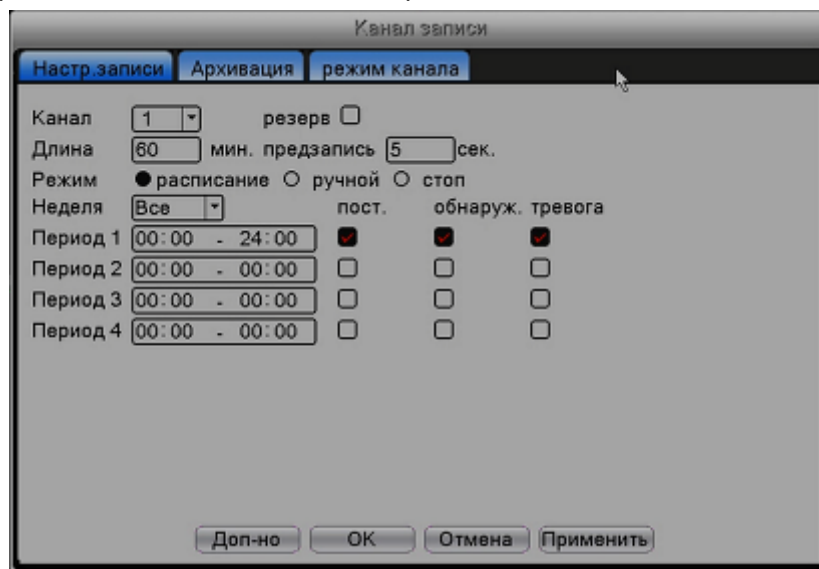 Канал записи
Настр.записи Архивация режим канала
Канал 1 резерв
Длина 60 мин. предзапись 5 сек.
Режим расписание ручной стоп
Неделя Все пост. обнаруж. тревога
Период 1 00:00 - 24:00
Период 2 00:00 - 00:00
Период 3 00:00 - 00:00
Период 4 00:00 - 00:00
Доп-но ОК Отмена Применить